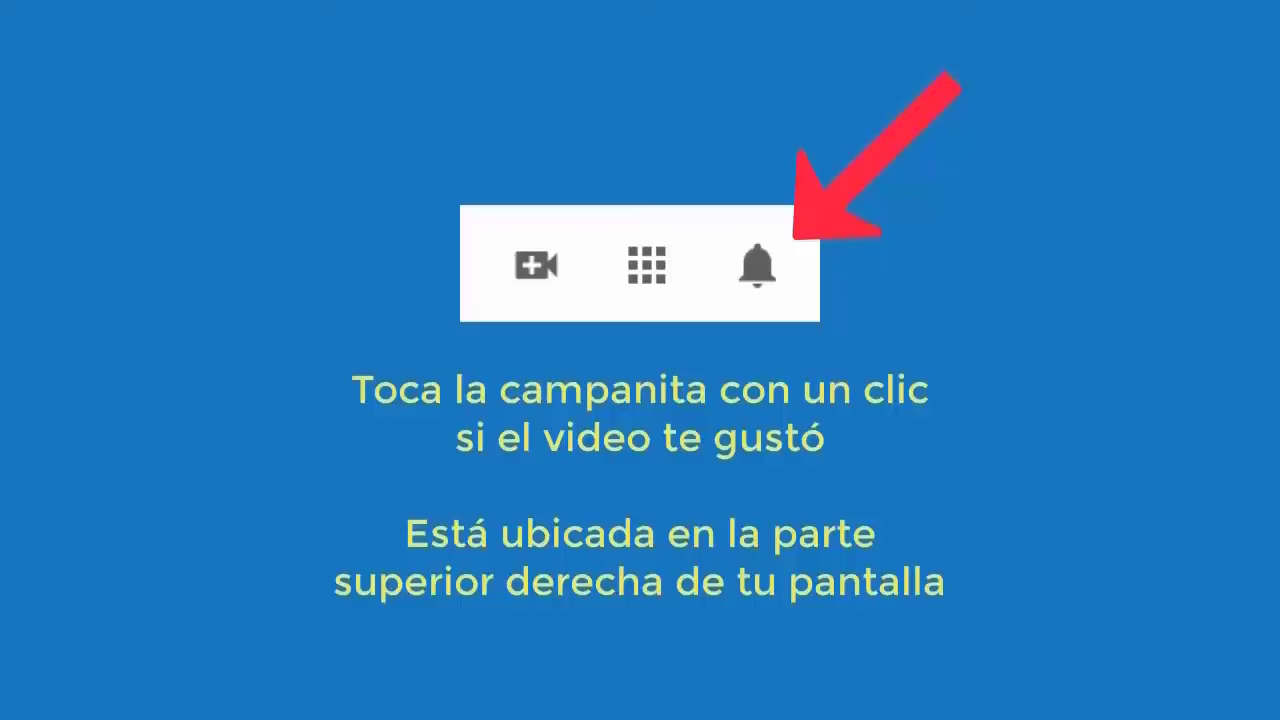 Toca la campanita con un clic
si el video te gustó
Está ubicada en la parte
superior derecha de tu pantalla